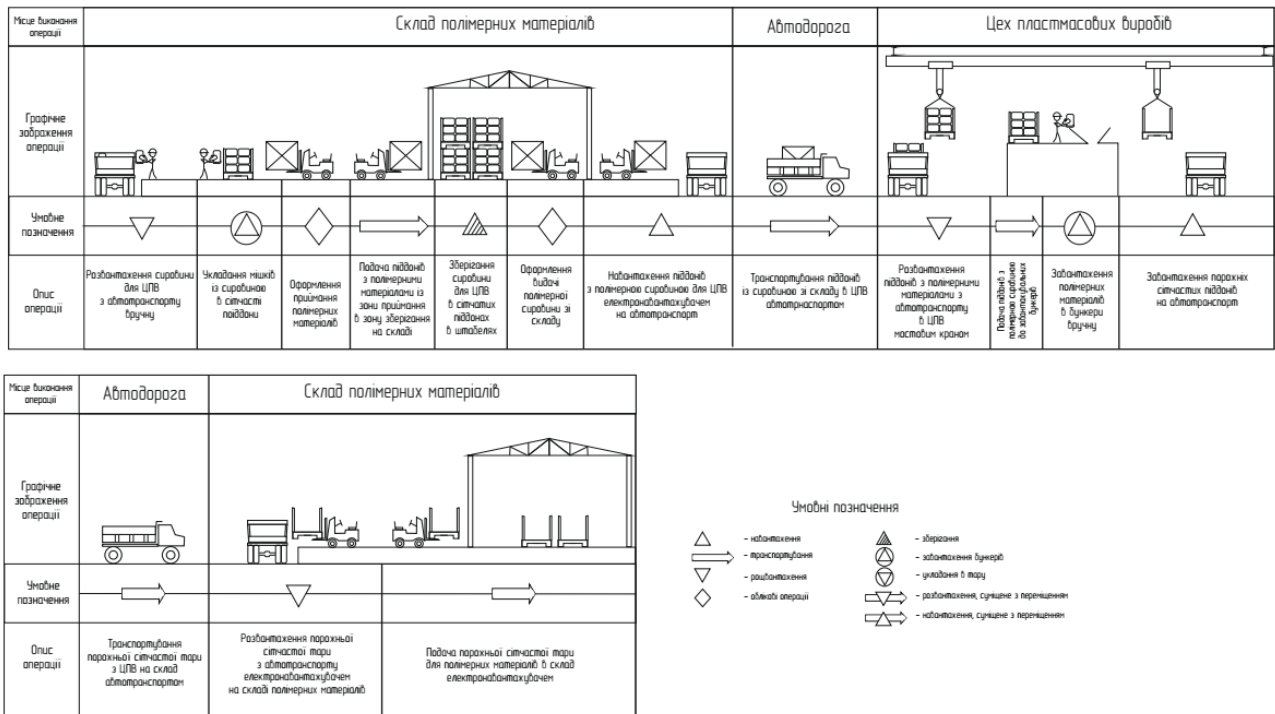 Місце виконання
операції
Склад полімерних матеріалів
Автодорога
Цех пластмасових виробів
Графічне
зображення
операції
Умовне
позначення
Опис
операції
Розвантаження сировини
для ЦПВ
з автотранспорту
вручну
Укладання мішків
із сировиною
в сітчасті
поіддони
Оформлення
приймання
полімерних
матеріалів
Подача піддонів
з полімерними
матеріалами із
зони приймання
в зону зберігання
на складі
Зберігання
сировини
для ЦПВ
в сітчатих
піддонах
в штабелях
Оформлення
видачі
полімерної
сировини зі
складу
Навантаження піддонів
з полімерною сировиною для ЦПВ
електронавантажувачем
на автотранспорт
Транспортування піддонів
із сировиною зі складу в ЦПВ
автотрнаспортом
Розвантаження
піддонів з полімерними
матеріалами з
автотранспорту
в ЦПВ
мостовим краном
Подача піддонів з
полімерною сировиною
до завантажувальних
бункерів
Завантаження
полімерних
матеріалів
в бункери
вручну
Завантаження порожніх
сітчастих піддонів
на автотранспорт
Місце виконання
операції
Автодорога
Склад полімерних матеріалів
Графічне
зображення
операції
Умовне
позначення
Опис
операції
Транспортування
порожньої сітчастої тари
з ЦПВ на склад
автотранспортом
Розвантаження порожньої
сітчастої тари
з автотранспорту
електронавантажувачем
на складі полімерних матеріалів
Подача порожньої сітчастої тари
для полімерних матеріалів в склад
електронавантажувачем
Умовні позначення
– навантаження
– транспортування
– рощвантаження
– облікові операції
– зберігання
– завантаження бункерів
– укладання в тару
– розвантаження, суміщене з переміщенням
– навантаження, суміщене з переміщенням